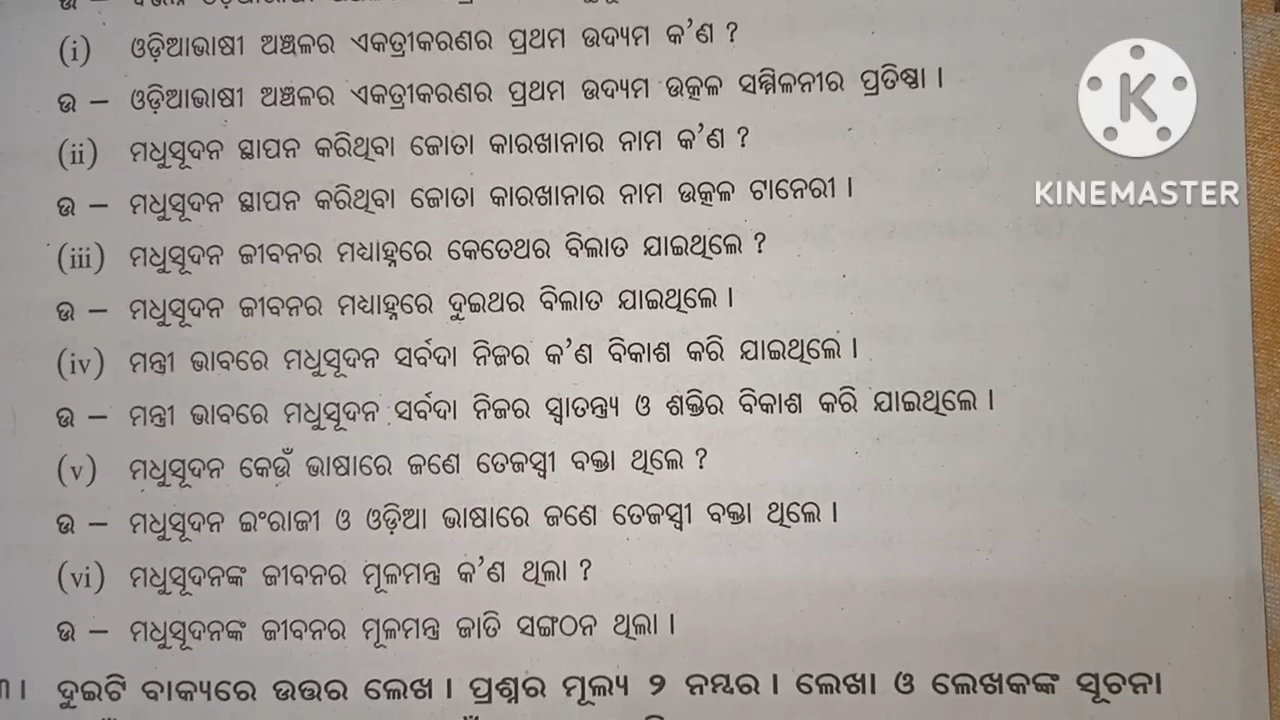 (i) ଓଡ଼ିଆଭାଷୀ ଅଞ୍ଚଳର ଏକତ୍ରୀକରଣର ପ୍ରଥମ ଉଦ୍ୟମ କ'ଣ ?
ଉ – ଓଡ଼ିଆଭାଷୀ ଅଞ୍ଚଳର ଏକତ୍ରୀକରଣର ପ୍ରଥମ ଉଦ୍ୟମ ଉତ୍କଳ ସମ୍ମିଳନୀର ପ୍ରତିଷ୍ଠା ।
(ii) ମଧୁସୂଦନ ସ୍ଥାପନ କରିଥିବା ଜୋତା କାରଖାନାର ନାମ କ'ଣ ?
ଉ – ମଧୁସୂଦନ ସ୍ଥାପନ କରିଥିବା ଜୋତା କାରଖାନାର ନାମ ଉତ୍କଳ ଟାନେରୀ ।
(iii) ମଧୁସୂଦନ ଜୀବନର ମଧ୍ୟାହ୍ନରେ କେତେଥର ବିଲାତ ଯାଇଥିଲେ ?
ଉ – ମଧୁସୂଦନ ଜୀବନର ମଧ୍ୟାହ୍ନରେ ଦୁଇଥର ବିଲାତ ଯାଇଥିଲେ ।
(iv) ମନ୍ତ୍ରୀ ଭାବରେ ମଧୁସୂଦନ ସର୍ବଦା ନିଜର କ'ଣ ବିକାଶ କରି ଯାଇଥିଲେ ।
ଉ – ମନ୍ତ୍ରୀ ଭାବରେ ମଧୁସୂଦନ ସର୍ବଦା ନିଜର ସ୍ୱାତନ୍ତ୍ର୍ୟ ଓ ଶକ୍ତିର ବିକାଶ କରି ଯାଇଥିଲେ ।
(v) ମଧୁସୂଦନ କେଉଁ ଭାଷାରେ ଜଣେ ତେଜସ୍ୱୀ ବକ୍ତା ଥିଲେ ?
ଉ – ମଧୁସୂଦନ ଇଂରାଜୀ ଓ ଓଡ଼ିଆ ଭାଷାରେ ଜଣେ ତେଜସ୍ୱୀ ବକ୍ତା ଥିଲେ ।
(vi) ମଧୁସୂଦନଙ୍କ ଜୀବନର ମୂଳମନ୍ତ୍ର କ'ଣ ଥିଲା ?
ଉ – ମଧୁସୂଦନଙ୍କ ଜୀବନର ମୂଳମନ୍ତ୍ର ଜାତି ସଙ୍ଗଠନ ଥିଲା ।
୩। ଦୁଇଟି ବାକ୍ୟରେ ଉତ୍ତର ଲେଖ । ପ୍ରଶ୍ନର ମୂଲ୍ୟ ୨ ନମ୍ବର । ଲେଖା ଓ ଲେଖକଙ୍କ ସୂଚନା
K
KINEMASTER